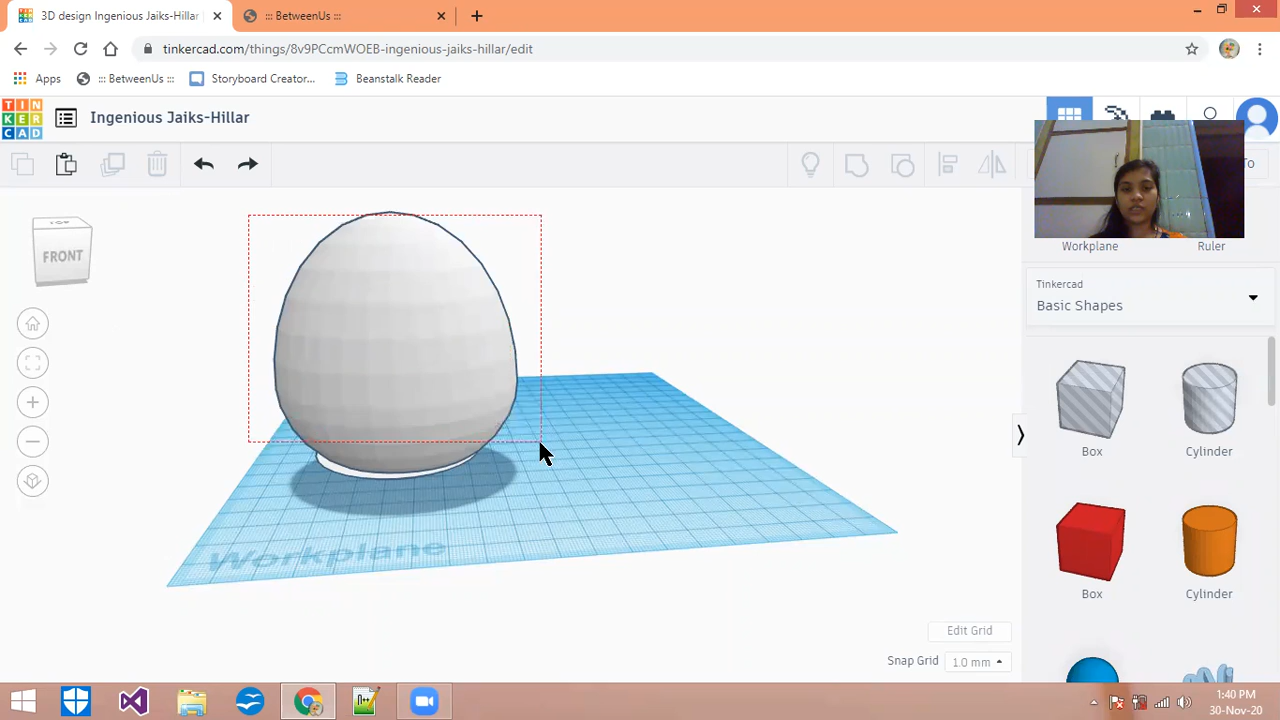 3D design Ingenious Jaiks-Hillar
::: BetweenUs :::
tinkercad.com/things/8v9PCcmWOEB-ingenious-jaiks-hillar/edit
Apps
::: BetweenUs :::
Storyboard Creator...
Beanstalk Reader
TIN
KER
CAD
Ingenious Jaiks-Hillar
To
TOP
FRONT
Workplane
Ruler
Tinkercad
Basic Shapes
Box
Cylinder
Box
Cylinder
Workplane
Edit Grid
Snap Grid
1.0 mm
1:40 PM
30-Nov-20